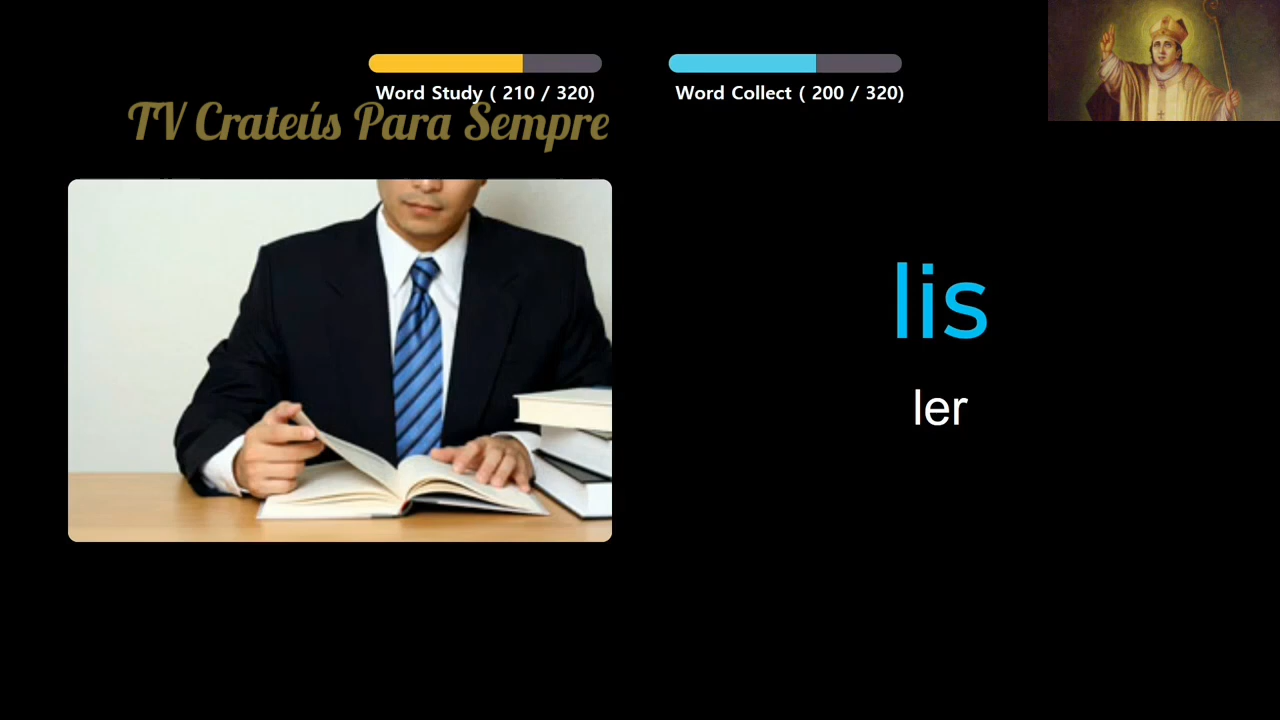 Word Study ( 210 / 320)
Word Collect ( 200 / 320)
TV Crateús Para Sempre
lis
ler